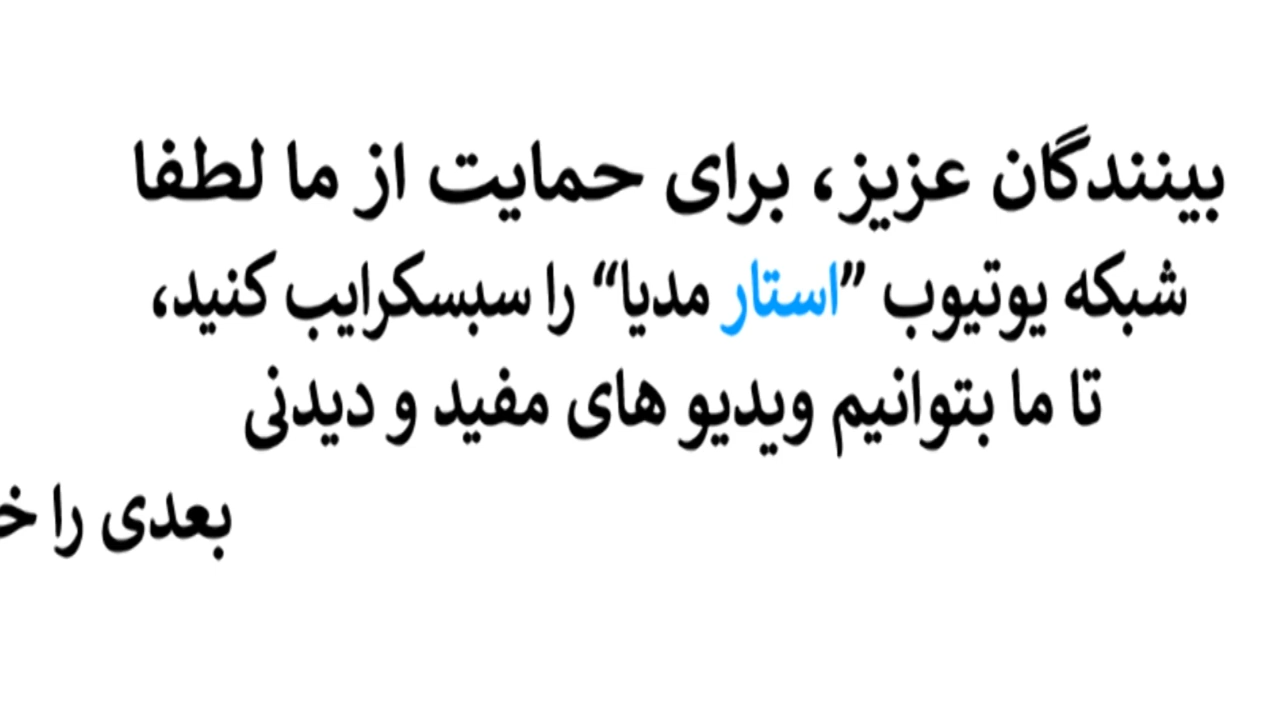 بینندگان عزیز، برای حمایت از ما لطفا
شبکه یوتیوب ”استار مدیا“ را سبسکرایب کنید،
تا ما بتوانیم ویدیو های مفید و دیدنی
بعدی را